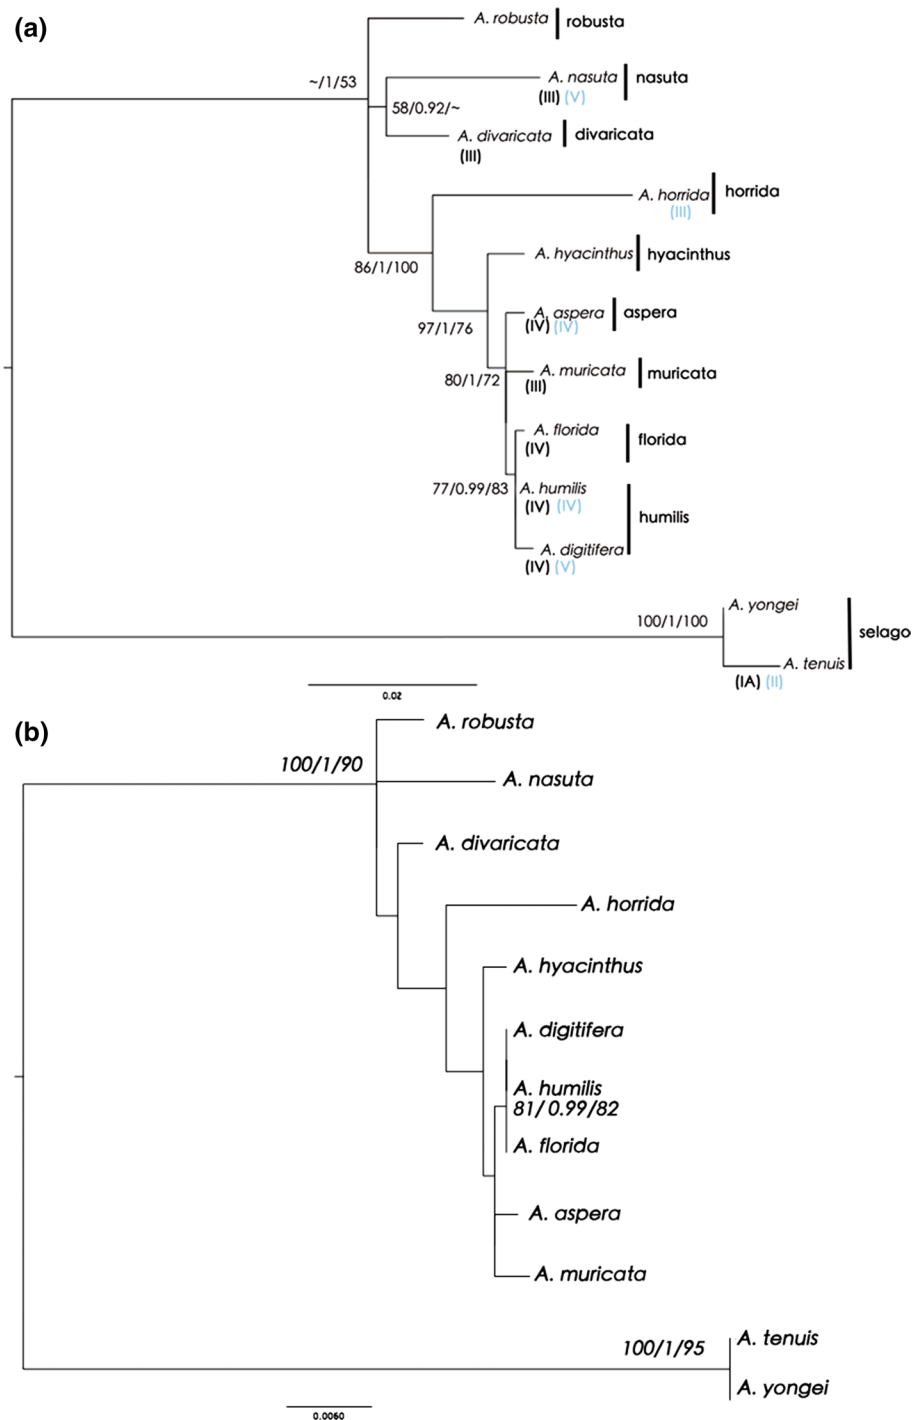 (a)
A. robusta robusta
~/1/53
A. nasuta nasuta
(III) (V)
58/0.92/~
A. divaricata divaricata
(III)
A. horrida horrida
(III)
A. hyacinthus hyacinthus
86/1/100
A. aspera aspera
(IV) (IV)
97/1/76
A. muricata muricata
80/1/72
(III)
A. florida florida
(IV)
77/0.99/83
A. humilis
(IV) (IV)
humilis
A. digitifera
(IV) (V)
A. yongei
100/1/100
selago
A. tenuis
(IA) (II)
0.02
(b)
A. robusta
100/1/90
A. nasuta
A. divaricata
A. horrida
A. hyacinthus
A. digitifera
A. humilis
81/0.99/82
A. florida
A. aspera
A. muricata
A. tenuis
100/1/95
A. yongei
0.0060